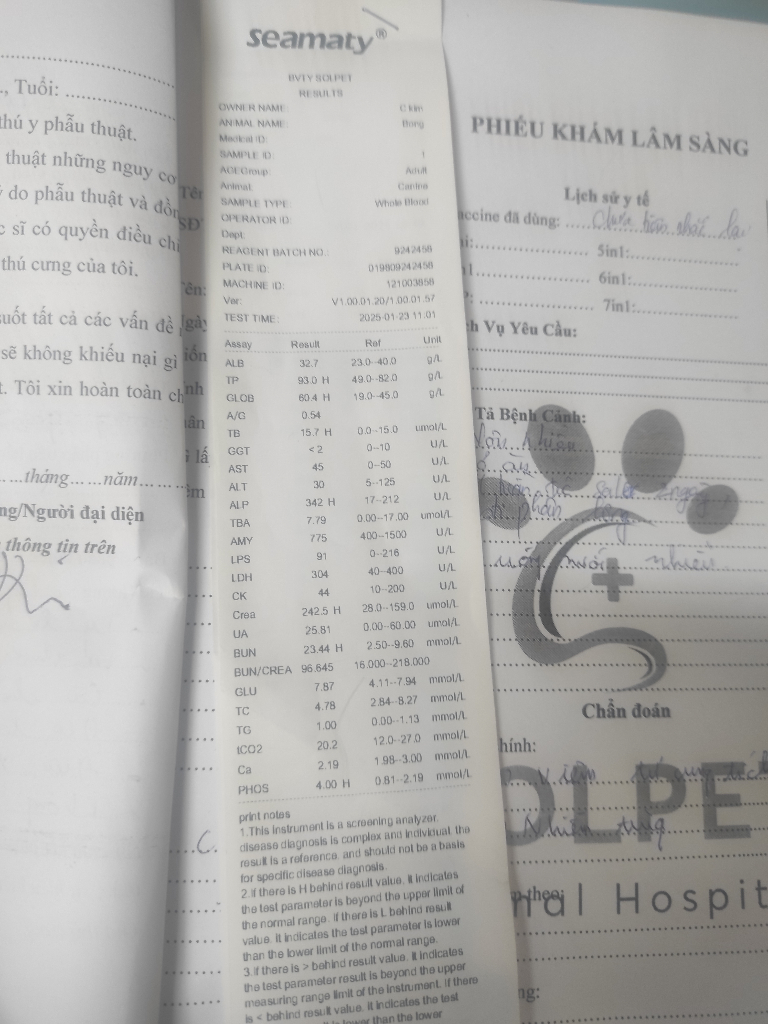 ., Tuổi:
thú y phẫu thuật.
thuật những nguy cơ
do phẫu thuật và đồn
sĩ có quyền điều chỉ
thú cưng của tôi.
suốt tất cả các vấn đề
sẽ không khiếu nại gì
t. Tôi xin hoàn toàn ch
tháng......năm
ng/Người đại diện
thông tin trên
seamaty®
BVTY SOLPET
RESULTS
OWNER NAME: C kim
ANIMAL NAME: Bong
Medical ID:
SAMPLE ID: 1
AGEGroup: Adult
Animal: Canine
SAMPLE TYPE: Whole Blood
OPERATOR ID:
Dept:
REAGENT BATCH NO.: 9242458
PLATE ID: 019809242458
MACHINE ID: 121003858
Ver: V1.00.01.20/1.00.01.57
TEST TIME: 2025-01-23 11:01
Assay Result Ref Unit
ALB 32.7 23.0--40.0 g/L
TP 93.0 H 49.0--82.0 g/L
GLOB 60.4 H 19.0--45.0 g/L
A/G 0.54
TB 15.7 H 0.0--15.0 umol/L
GGT <2 0--10 U/L
AST 45 0--50 U/L
ALT 30 5--125 U/L
ALP 342 H 17--212 U/L
TBA 7.79 0.00--17.00 umol/L
AMY 775 400--1500 U/L
LPS 91 0--216 U/L
LDH 304 40--400 U/L
CK 44 10--200 U/L
Crea 242.5 H 28.0--159.0 umol/L
UA 25.81 0.00--60.00 umol/L
BUN 23.44 H 2.50--9.60 mmol/L
BUN/CREA 96.645 16.000--218.000
GLU 7.87 4.11--7.94 mmol/L
TC 4.78 2.84--8.27 mmol/L
TG 1.00 0.00--1.13 mmol/L
tCO2 20.2 12.0--27.0 mmol/L
Ca 2.19 1.98--3.00 mmol/L
PHOS 4.00 H 0.81--2.19 mmol/L
print notes
1.This instrument is a screening analyzer.
disease diagnosis is complex and individual. the
result is a reference. and should not be a basis
for specific disease diagnosis.
2.if there is H behind result value. it indicates
the test parameter is beyond the upper limit of
the normal range. if there is L behind result
value. it indicates the test parameter is lower
than the lower limit of the normal range.
3.if there is > behind result value. it indicates
the test parameter result is beyond the upper
measuring range limit of the instrument. if there
is < behind result value. it indicates the test
lower than the lower
PHIẾU KHÁM LÂM SÀNG
Lịch sử y tế
accine đã dùng:
5in1:
6in1:
7in1:
h Vụ Yêu Cầu:
Tả Bệnh Cảnh:
nhiều
Chẩn đoán
hính:
Viêm tử cung
OLPE
theo:
nal Hospit
ng: